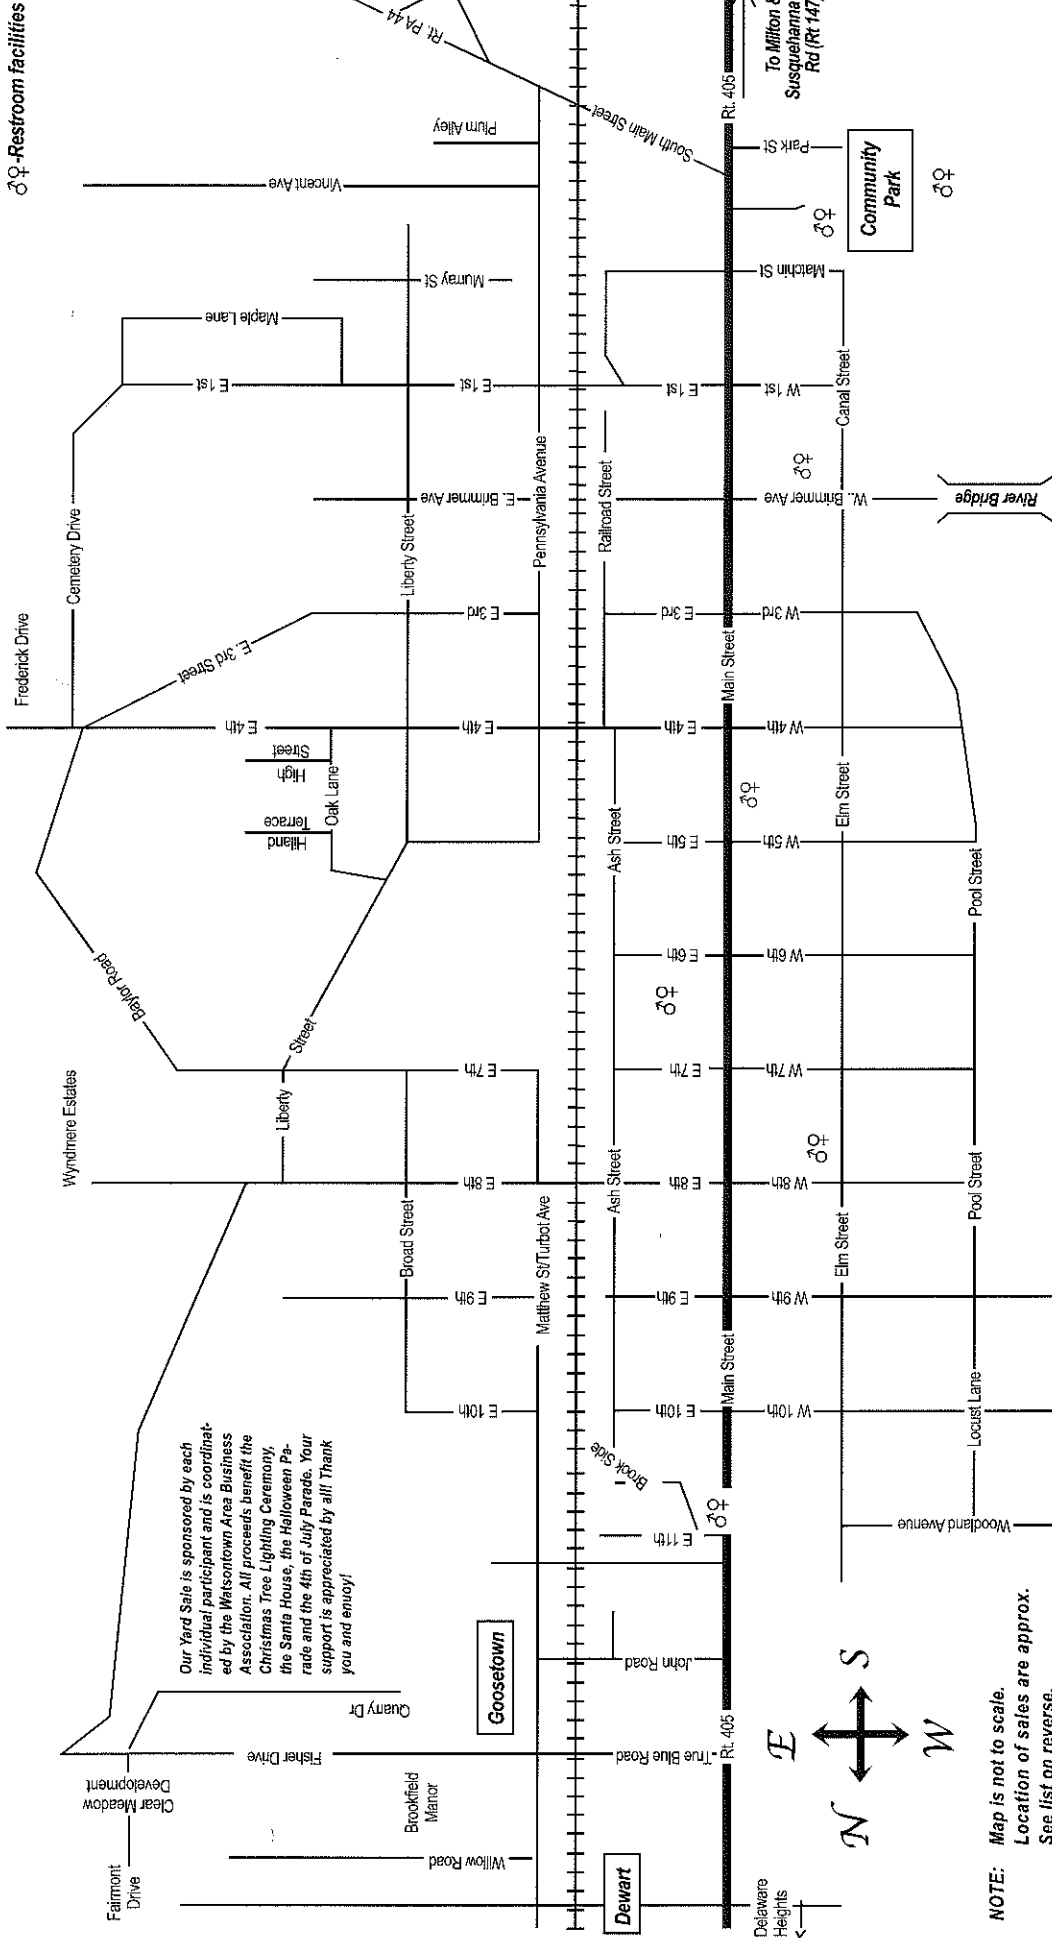 ♂♀-Restroom facilities
Fairmont
Drive
Clear Meadow
Development
Wyndmere Estates
Frederick Drive
Cemetery Drive
Baylor Road
Quarry Dr
Fisher Drive
Our Yard Sale is sponsored by each
individual participant and is coordinat-
ed by the Watsontown Area Business
Association. All proceeds benefit the
Christmas Tree Lighting Ceremony,
the Santa House, the Halloween Pa-
rade and the 4th of July Parade. Your
support is appreciated by all! Thank
you and enuoy!
Liberty
Street
Hiland
Terrace
High
Street
Oak Lane
E 4th
E. 3rd Street
E 1st
Maple Lane
Vincent Ave
Rt. PA 44
Brookfield
Manor
Willow Road
Broad Street
Liberty Street
Murray St
Plum Alley
Goosetown
E 10th
E 9th
E 8th
E 7th
E 4th
E 3rd
E. Brimmer Ave
E 1st
Matthew St/Turbot Ave
Pennsylvania Avenue
Dewart
True Blue Road
John Road
E 11th
Brook Side
Ash Street
Ash Street
Railroad Street
South Main Street
E 10th
E 9th
E 8th
E 7th
♂♀
E 6th
E 5th
E 4th
E 3rd
E 1st
Rt. 405
♂♀
Main Street
Main Street
Rt. 405
Delaware
Heights
W 10th
W 9th
W 8th
W 7th
W 6th
W 5th
♂♀
W 4th
W 3rd
W.. Brimmer Ave
W 1st
Matchin St
Park St
To Milton &
Susquehanna
Rd (Rt 147)
♂♀
♂♀
♂♀
Elm Street
Elm Street
Canal Street
Community
Park
♂♀
Woodland Avenue
Locust Lane
Pool Street
Pool Street
River Bridge
N
E
S
W
NOTE: Map is not to scale.
Location of sales are approx.
See list on reverse.